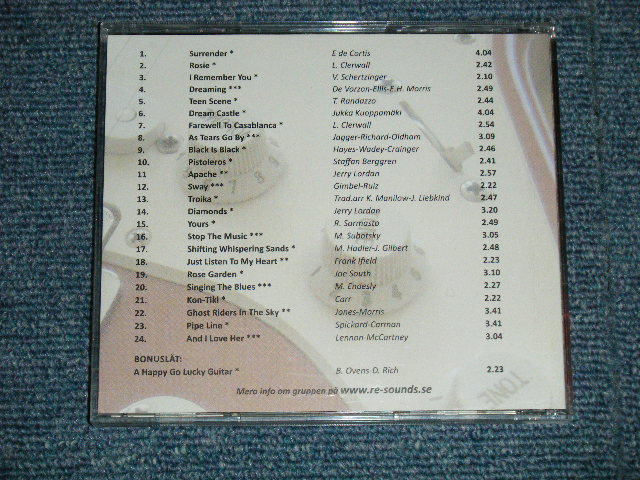 1. Surrender * E de Cortis 4.04
2. Rosie * L. Clerwall 2.42
3. I Remember You * V. Schertzinger 2.10
4. Dreaming *** De Vorzon-Ellis-E.H. Morris 2.49
5. Teen Scene * T. Randazzo 2.44
6. Dream Castle * Jukka Kuoppamäki 4.04
7. Farewell To Casablanca * L. Clerwall 2.54
8. As Tears Go By *** Jagger-Richard-Oldham 3.09
9. Black Is Black * Hayes-Wadey-Crainger 2.46
10. Pistoleros * Staffan Berggren 2.41
11 Apache ** Jerry Lordan 2.57
12. Sway *** Gimbel-Ruiz 2.22
13. Troika * Trad.arr K. Manilow-J. Liebkind 2.47
14. Diamonds * Jerry Lordan 3.20
15. Yours * R. Sarmasto 2.49
16. Stop The Music *** M. Subotsky 3.05
17. Shifting Whispering Sands * M. Hadler-J. Gilbert 2.48
18. Just Listen To My Heart ** Frank Ifield 2.23
19. Rose Garden * Joe South 3.10
20. Singing The Blues *** M. Endesly 2.27
21. Kon-Tiki * Carr 2.22
22. Ghost Riders In The Sky ** Jones-Morris 3.41
23. Pipe Line * Spickard-Carman 3.41
24. And I Love Her *** Lennon-McCartney 3.04
BONUSLÅT:
A Happy Go Lucky Guitar * B. Ovens-D. Rich 2.23
Mera info om gruppen på www.re-sounds.se
7 8 9
TONE